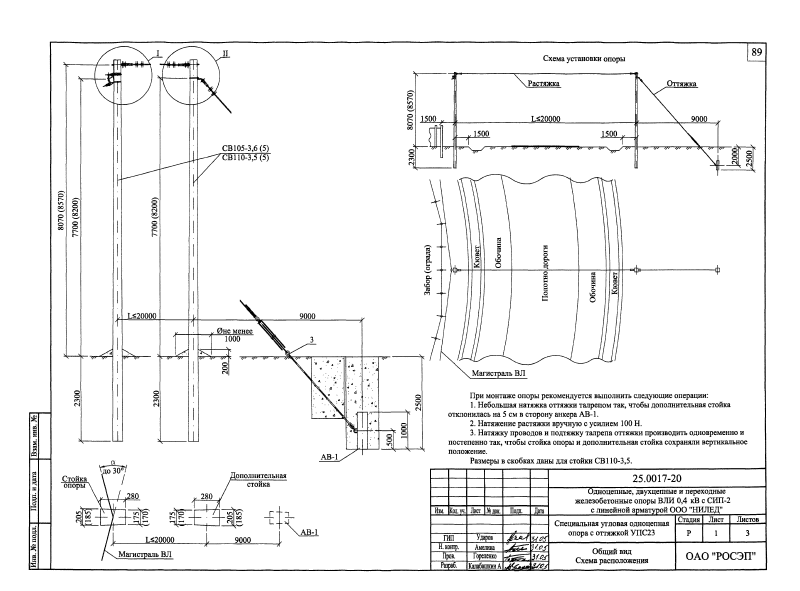 89
I
II
Схема установки опоры
Растяжка
Оттяжка
8070 (8570)
1500
L≤20000
9000
1500
1500
2300
2000
2500
СВ105-3,6 (5)
СВ110-3,5 (5)
8070 (8570)
7700 (8200)
7700 (8200)
Забор (ограда)
Кювет
Обочина
Полотно дороги
Обочина
Кювет
Магистраль ВЛ
L≤20000
9000
Øне менее
1000
3
200
2300
2300
2500
1000
500
АВ-1
При монтаже опоры рекомендуется выполнить следующие операции:
1. Небольшая натяжка оттяжки талрепом так, чтобы дополнительная стойка
отклонилась на 5 см в сторону анкера АВ-1.
2. Натяжение растяжки вручную с усилием 100 Н.
3. Натяжку проводов и подтяжку талрепа оттяжки производить одновременно и
постепенно так, чтобы стойка опоры и дополнительная стойка сохраняли вертикальное
положение.
Размеры в скобках даны для стойки СВ110-3,5.
α
до 30°
Стойка
опоры
280
280
Дополнительная
стойка
205
(185)
175
(170)
175
(170)
205
(185)
АВ-1
L≤20000
9000
Магистраль ВЛ
Взам. инв. №
Подп. и дата
Инв. № подл.
25.0017-20
Одноцепные, двухцепные и переходные
железобетонные опоры ВЛИ 0,4 кВ с СИП-2
с линейной арматурой ООО "НИЛЕД"
Изм. Кол. уч. Лист № док. Подп. Дата
Специальная угловая одноцепная
опора с оттяжкой УПС23
Стадия Лист Листов
Р 1 3
ГИП Ударов 31.05
Н. контр. Амелина 31.05
Пров. Гореленко 31.05
Разраб. Калабашкин А. 31.05
Общий вид
Схема расположения
ОАО "РОСЭП"